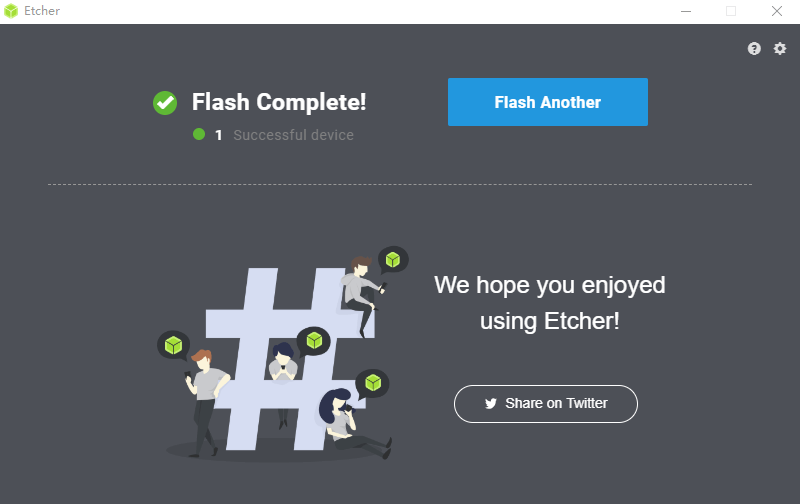 Etcher
Flash Complete!
Flash Another
1 Successful device
We hope you enjoyed
using Etcher!
Share on Twitter